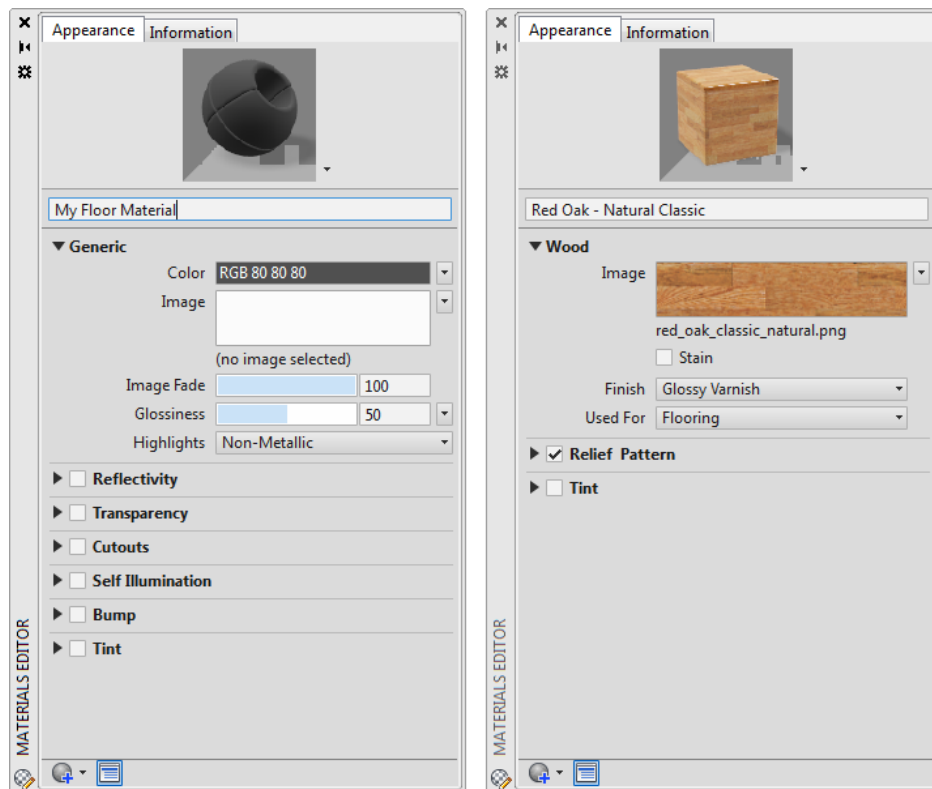 Appearance Information
My Floor Material
Generic
Color RGB 80 80 80
Image
(no image selected)
Image Fade 100
Glossiness 50
Highlights Non-Metallic
Reflectivity
Transparency
Cutouts
Self Illumination
Bump
Tint
MATERIALS EDITOR
Appearance Information
Red Oak - Natural Classic
Wood
Image
red_oak_classic_natural.png
Stain
Finish Glossy Varnish
Used For Flooring
Relief Pattern
Tint
MATERIALS EDITOR